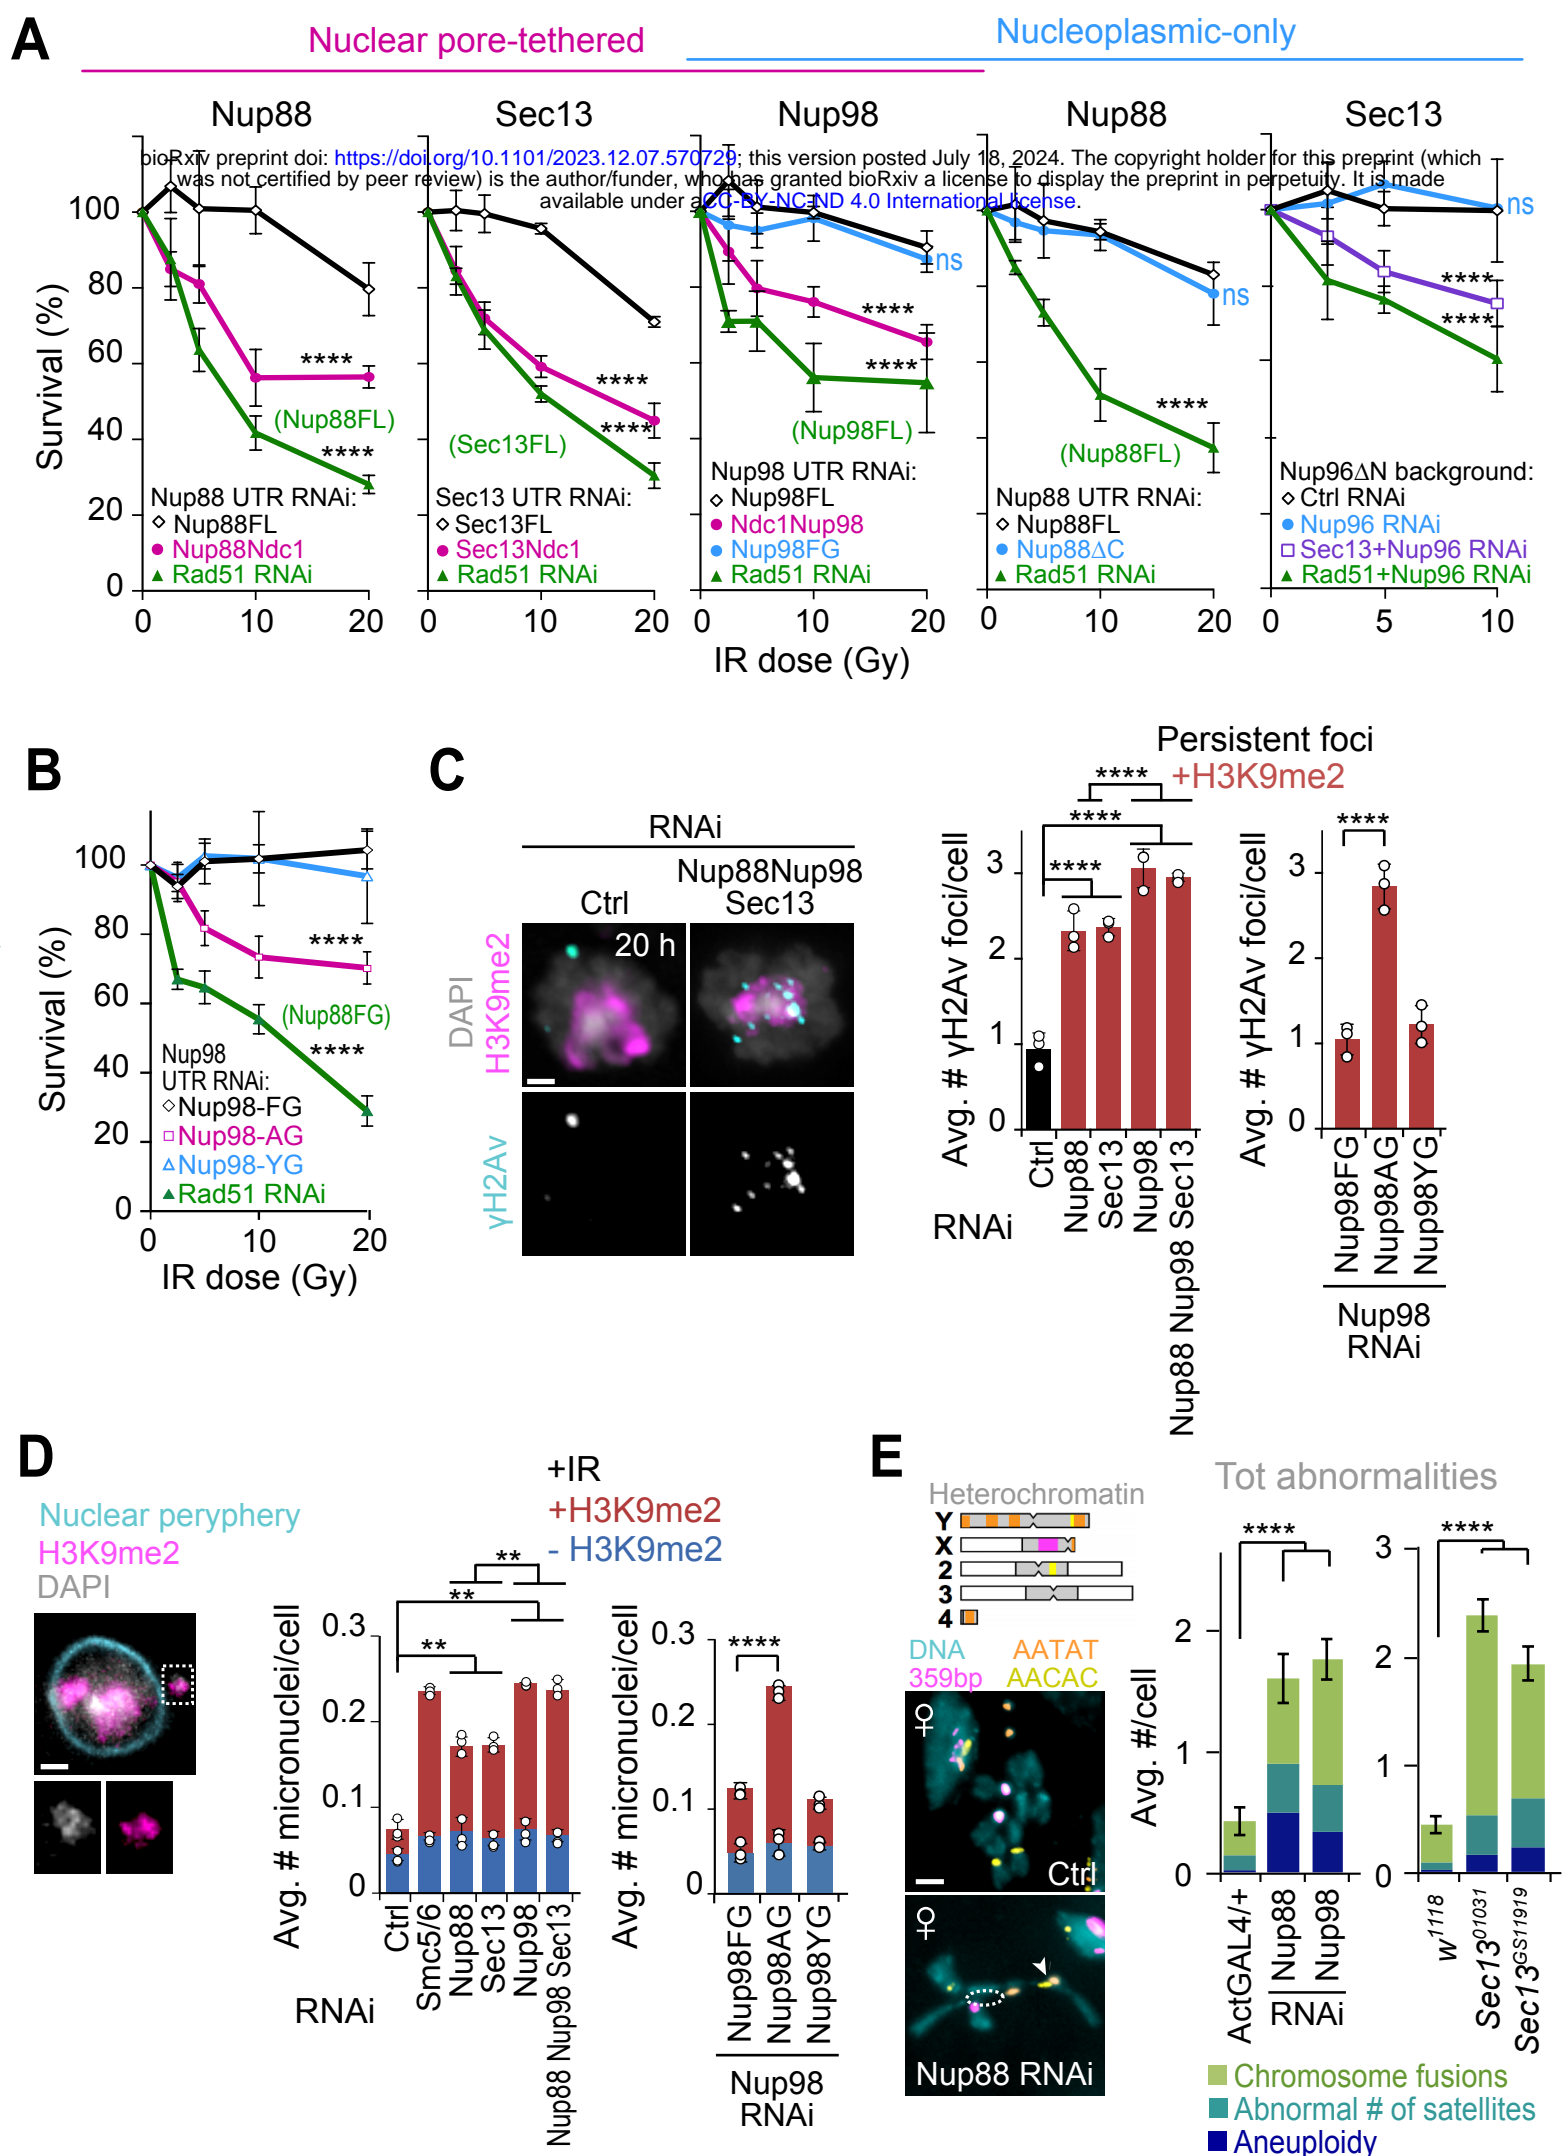 A
Nuclear pore-tethered
Nucleoplasmic-only
Nup88
Sec13
Nup98
Nup88
Sec13
bioRxiv preprint doi: https://doi.org/10.1101/2023.12.07.570729; this version posted July 18, 2024. The copyright holder for this preprint (which
was not certified by peer review) is the author/funder, who has granted bioRxiv a license to display the preprint in perpetuity. It is made
available under aCC-BY-NC-ND 4.0 International license.
Survival (%)
100
80
60
40
20
0
****
(Nup88FL)
****
Nup88 UTR RNAi:
Nup88FL
Nup88Ndc1
Rad51 RNAi
0 10 20
****
****
(Sec13FL)
Sec13 UTR RNAi:
Sec13FL
Sec13Ndc1
Rad51 RNAi
0 10 20
ns
****
****
(Nup98FL)
Nup98 UTR RNAi:
Nup98FL
Ndc1Nup98
Nup98FG
Rad51 RNAi
0 10 20
ns
****
(Nup88FL)
Nup88 UTR RNAi:
Nup88FL
Nup88ΔC
Rad51 RNAi
0 10 20
ns
****
****
Nup96ΔN background:
Ctrl RNAi
Nup96 RNAi
Sec13+Nup96 RNAi
Rad51+Nup96 RNAi
0 5 10
IR dose (Gy)
B
Survival (%)
100
80
60
40
20
0
****
(Nup88FG)
****
Nup98
UTR RNAi:
Nup98-FG
Nup98-AG
Nup98-YG
Rad51 RNAi
0 10 20
IR dose (Gy)
C
RNAi
Ctrl
Nup88Nup98
Sec13
20 h
DAPI
H3K9me2
γH2Av
Persistent foci
+H3K9me2
****
****
****
Avg. # γH2Av foci/cell
3
2
1
0
RNAi
Ctrl
Nup88
Sec13
Nup98
Nup88 Nup98 Sec13
****
Avg. # γH2Av foci/cell
3
2
1
0
Nup98FG
Nup98AG
Nup98YG
Nup98
RNAi
D
Nuclear peryphery
H3K9me2
DAPI
+IR
+H3K9me2
- H3K9me2
**
**
**
Avg. # micronuclei/cell
0.3
0.2
0.1
0
RNAi
Ctrl
Smc5/6
Nup88
Sec13
Nup98
Nup88 Nup98 Sec13
****
Avg. # micronuclei/cell
0.3
0.2
0.1
0
Nup98FG
Nup98AG
Nup98YG
Nup98
RNAi
E
Heterochromatin
Y
X
2
3
4
DNA AATAT
359bp AACAC
♀
Ctrl
♀
Nup88 RNAi
Tot abnormalities
****
Avg. #/cell
2
1
0
ActGAL4/+
Nup88
Nup98
RNAi
****
3
2
1
0
w1118
Sec1301031
Sec13GS11919
Chromosome fusions
Abnormal # of satellites
Aneuploidy